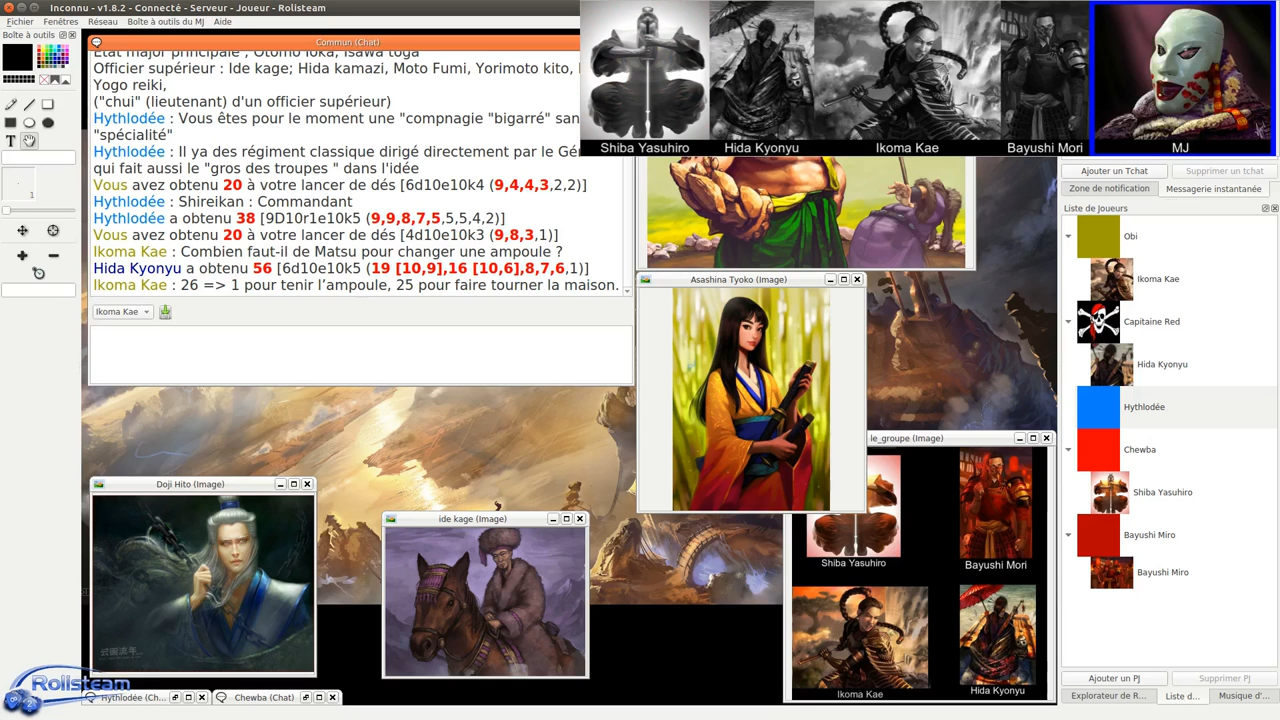 Inconnu - v1.8.2 - Connecté - Serveur - Joueur - Rolisteam
Fichier Fenêtres Réseau Boîte à outils du MJ Aide
Boîte à outils
1
Commun (Chat)
État major principale ; Otomo Ioka, Isawa toga
Officier supérieur : Ide kage; Hida kamazi, Moto Fumi, Yorimoto kito,
Yogo reiki,
("chui" (lieutenant) d'un officier supérieur)
Hythlodée : Vous êtes pour le moment une "compnagie "bigarré" san
"spécialité"
Hythlodée : Il ya des régiment classique dirigé directement par le Gé
qui fait aussi le "gros des troupes " dans l'idée
Vous avez obtenu 20 à votre lancer de dés [6d10e10k4 (9,4,4,3,2,2)]
Hythlodée : Shireikan : Commandant
Hythlodée a obtenu 38 [9D10r1e10k5 (9,9,8,7,5,5,5,4,2)]
Vous avez obtenu 20 à votre lancer de dés [4d10e10k3 (9,8,3,1)]
Ikoma Kae : Combien faut-il de Matsu pour changer une ampoule ?
Hida Kyonyu a obtenu 56 [6d10e10k5 (19 [10,9],16 [10,6],8,7,6,1)]
Ikoma Kae : 26 => 1 pour tenir l’ampoule, 25 pour faire tourner la maison.
Ikoma Kae
Shiba Yasuhiro
Hida Kyonyu
Ikoma Kae
Bayushi Mori
MJ
Asashina Tyoko (Image)
Doji Hito (Image)
ide kage (Image)
le_groupe (Image)
Shiba Yasuhiro
Bayushi Mori
Ikoma Kae
Hida Kyonyu
Ajouter un Tchat Supprimer un tchat
Zone de notification Messagerie instantanée
Liste de Joueurs
Obi
Ikoma Kae
Capitaine Red
Hida Kyonyu
Hythlodée
Chewba
Shiba Yasuhiro
Bayushi Miro
Bayushi Miro
Ajouter un PJ Supprimer PJ
Explorateur de R... Liste d... Musique d'...
Rolisteam
Hythlodée (Ch... Chewba (Chat)